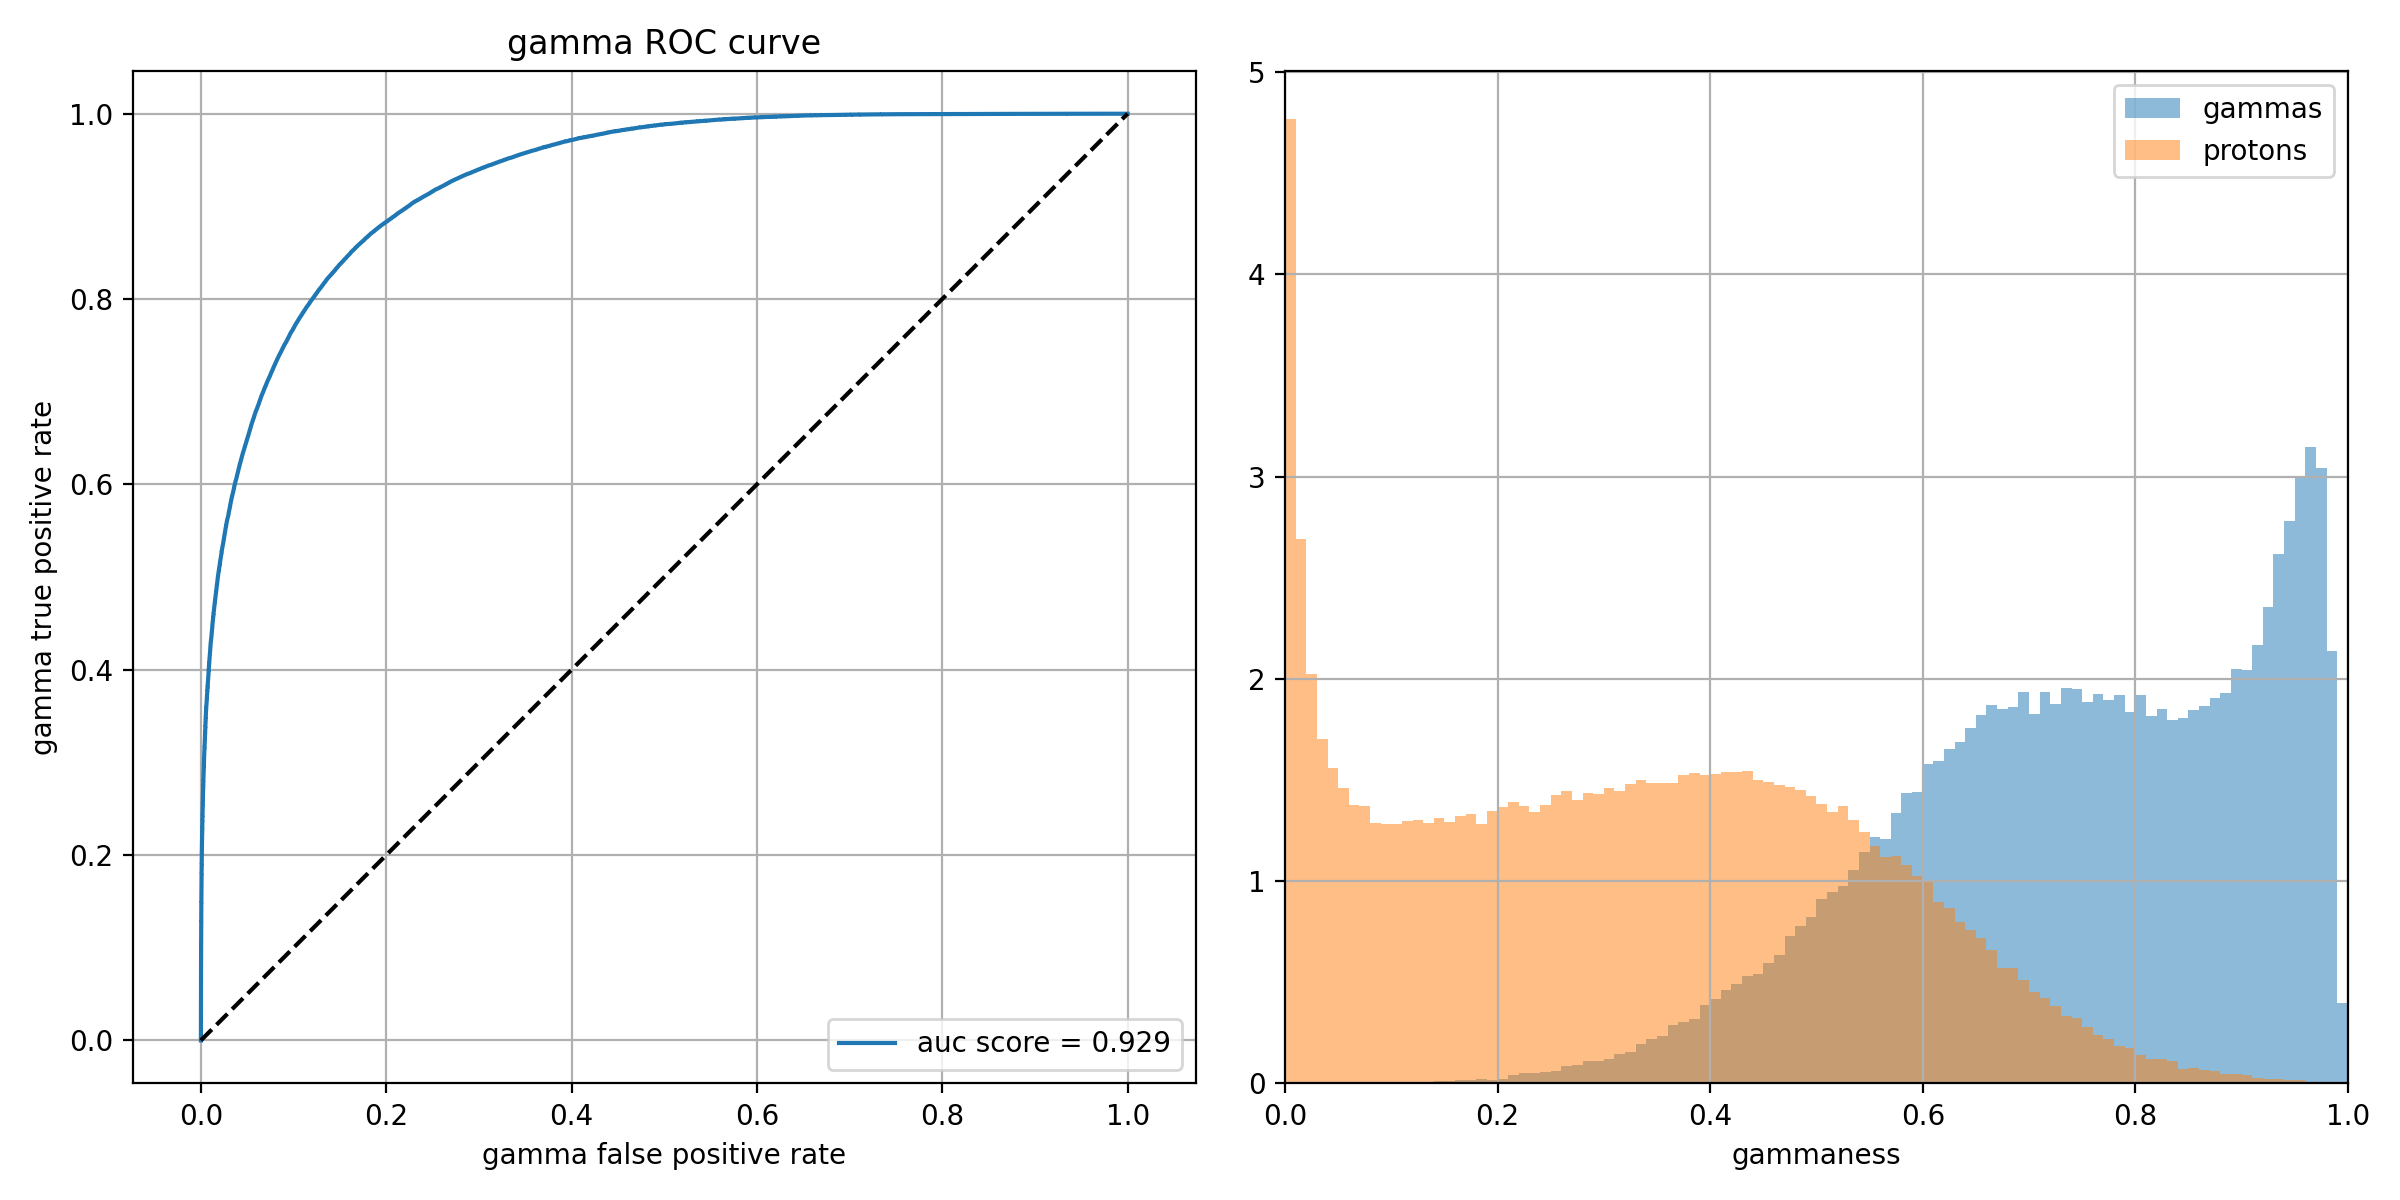 gamma ROC curve
gamma true positive rate
1.0
0.8
0.6
0.4
0.2
0.0
auc score = 0.929
0.0 0.2 0.4 0.6 0.8 1.0
gamma false positive rate
5
4
3
2
1
0
gammas
protons
0.0 0.2 0.4 0.6 0.8 1.0
gammaness